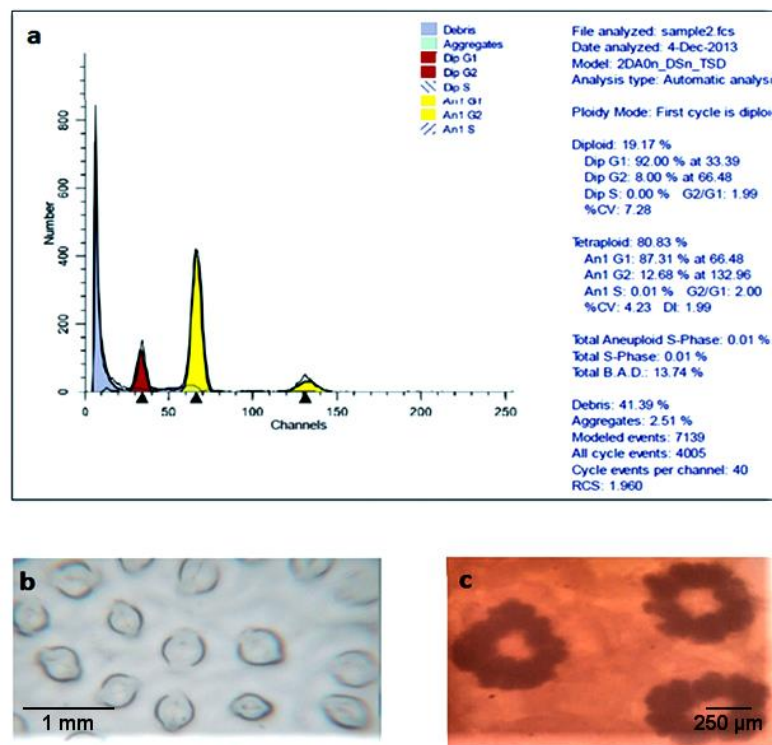 a
Debris
Aggregates
Dip G1
Dip G2
Dip S
An1 G1
An1 G2
An1 S
Number
800
600
400
200
0
0
50
100
150
200
250
Channels
File analyzed: sample2.fcs
Date analyzed: 4-Dec-2013
Model: 2DA0n_DSn_TSD
Analysis type: Automatic analys
Ploidy Mode: First cycle is diplo
Diploid: 19.17 %
Dip G1: 92.00 % at 33.39
Dip G2: 8.00 % at 66.48
Dip S: 0.00 % G2/G1: 1.99
%CV: 7.28
Tetraploid: 80.83 %
An1 G1: 87.31 % at 66.48
An1 G2: 12.68 % at 132.96
An1 S: 0.01 % G2/G1: 2.00
%CV: 4.23 DI: 1.99
Total Aneuploid S-Phase: 0.01 %
Total S-Phase: 0.01 %
Total B.A.D.: 13.74 %
Debris: 41.39 %
Aggregates: 2.51 %
Modeled events: 7139
All cycle events: 4005
Cycle events per channel: 40
RCS: 1.960
b
1 mm
c
250 µm